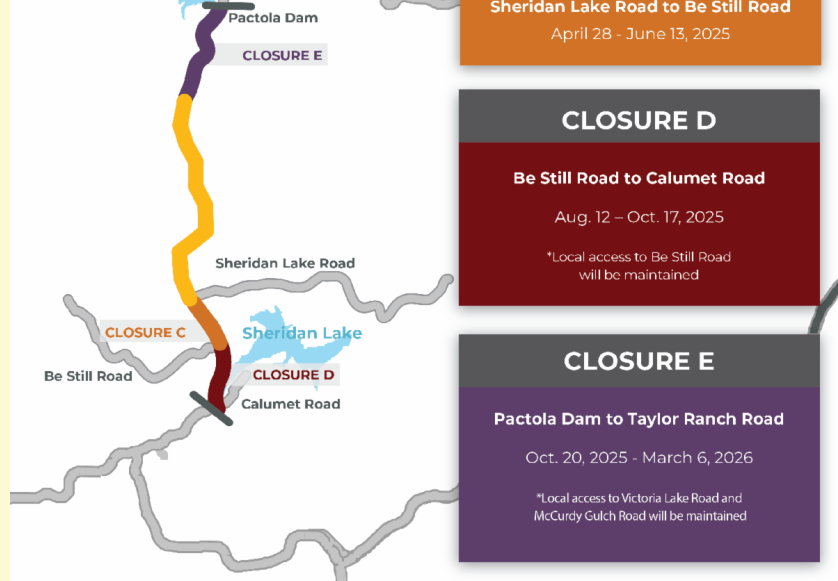 Pactola Dam
CLOSURE E
Sheridan Lake Road
CLOSURE C
Sheridan Lake
Be Still Road
CLOSURE D
Calumet Road
Sheridan Lake Road to Be Still Road
April 28 - June 13, 2025
CLOSURE D
Be Still Road to Calumet Road
Aug. 12 – Oct. 17, 2025
*Local access to Be Still Road
will be maintained
CLOSURE E
Pactola Dam to Taylor Ranch Road
Oct. 20, 2025 - March 6, 2026
*Local access to Victoria Lake Road and
McCurdy Gulch Road will be maintained